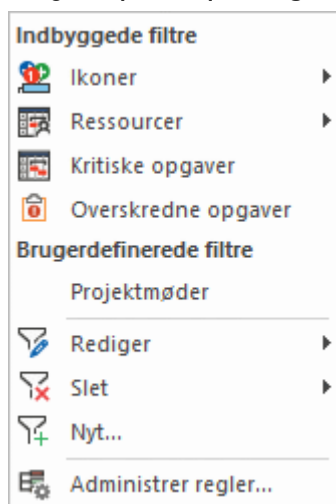 Indbyggede filtre
Ikoner
Ressourcer
Kritiske opgaver
Overskredne opgaver
Brugerdefinerede filtre
Projektmøder
Rediger
Slet
Nyt...
Administrer regler...